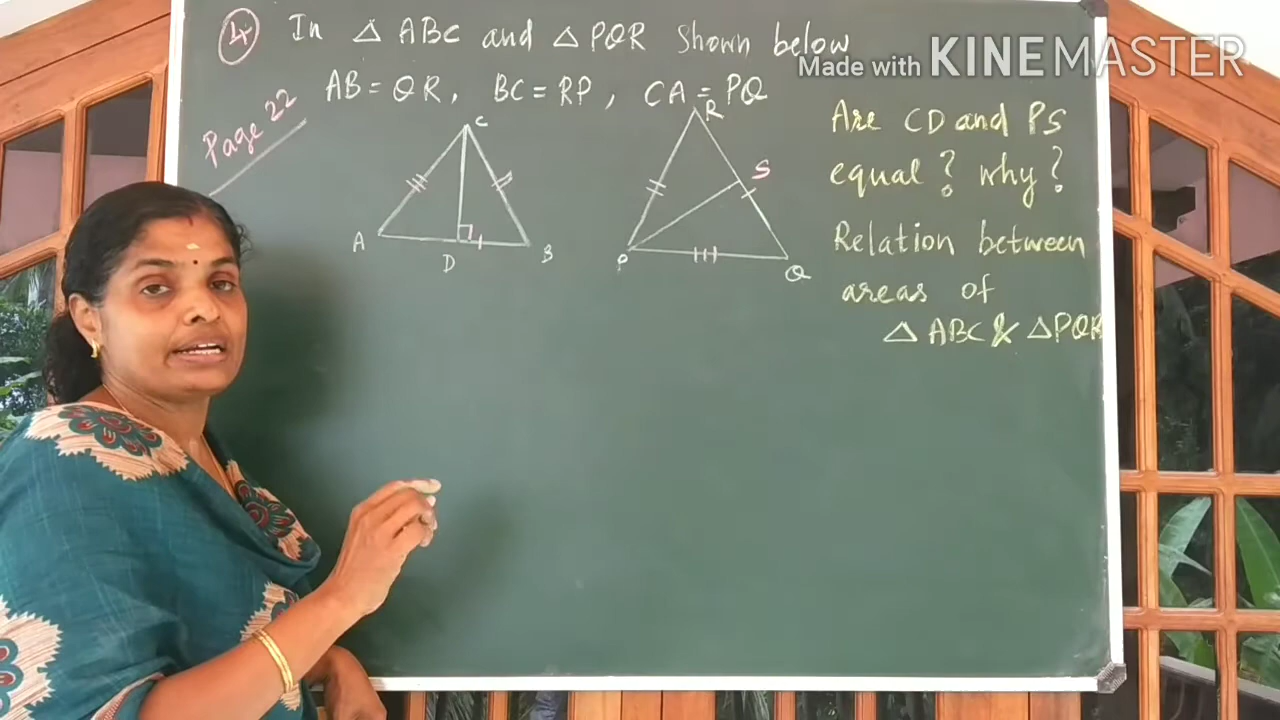 4. In △ ABC and △ PQR shown below
Made with KINEMASTER
Page 22
AB = QR, BC = RP, CA = PQ
Are CD and PS
equal? why?
Relation between
areas of
△ ABC & △PQR
C
A
D
B
R
S
P
Q